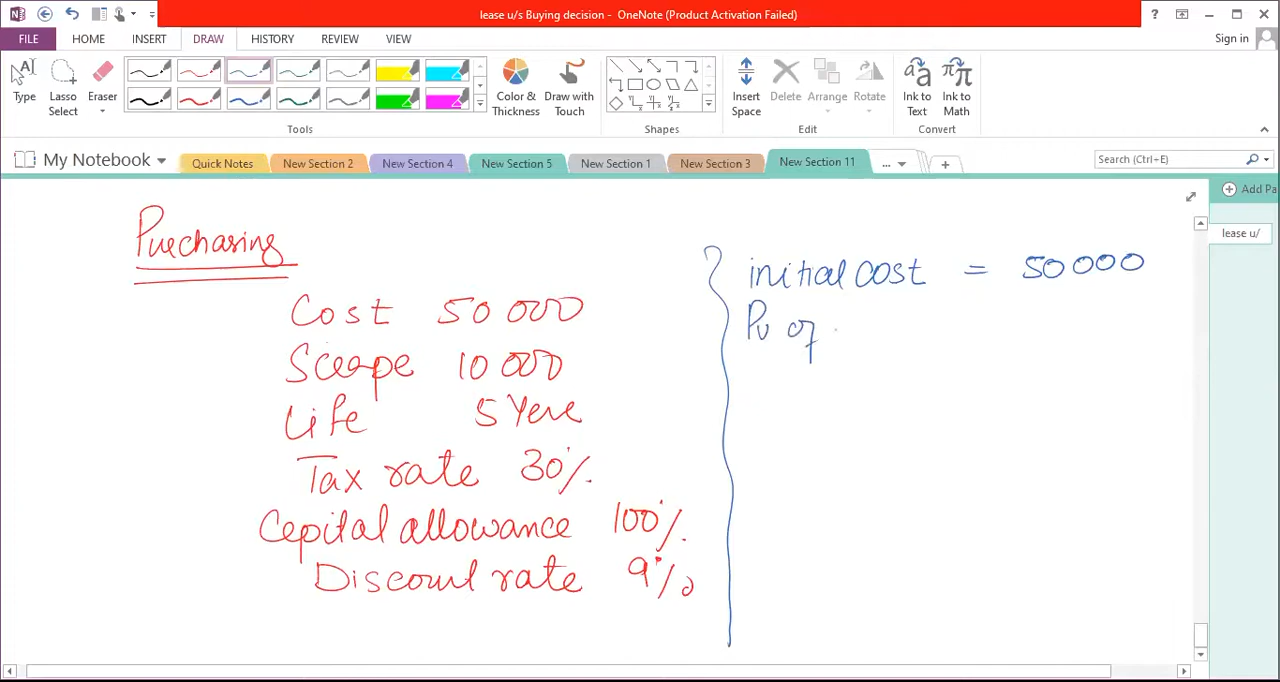 lease u/s Buying decision - OneNote (Product Activation Failed)
FILE HOME INSERT DRAW HISTORY REVIEW VIEW
Sign in
Type
Lasso Select
Eraser
Color & Thickness
Draw with Touch
Insert Space
Delete
Arrange
Rotate
Ink to Text
Ink to Math
Tools
Shapes
Edit
Convert
My Notebook
Quick Notes
New Section 2
New Section 4
New Section 5
New Section 1
New Section 3
New Section 11
...
Search (Ctrl+E)
Add Pa
lease u/
Purchasing
Cost 50 000
Scrape 10 000
Life 5 Yere
Tax rate 30%
Cepital allowance 100%
Discount rate 9%
initial cost = 50000
Pv of